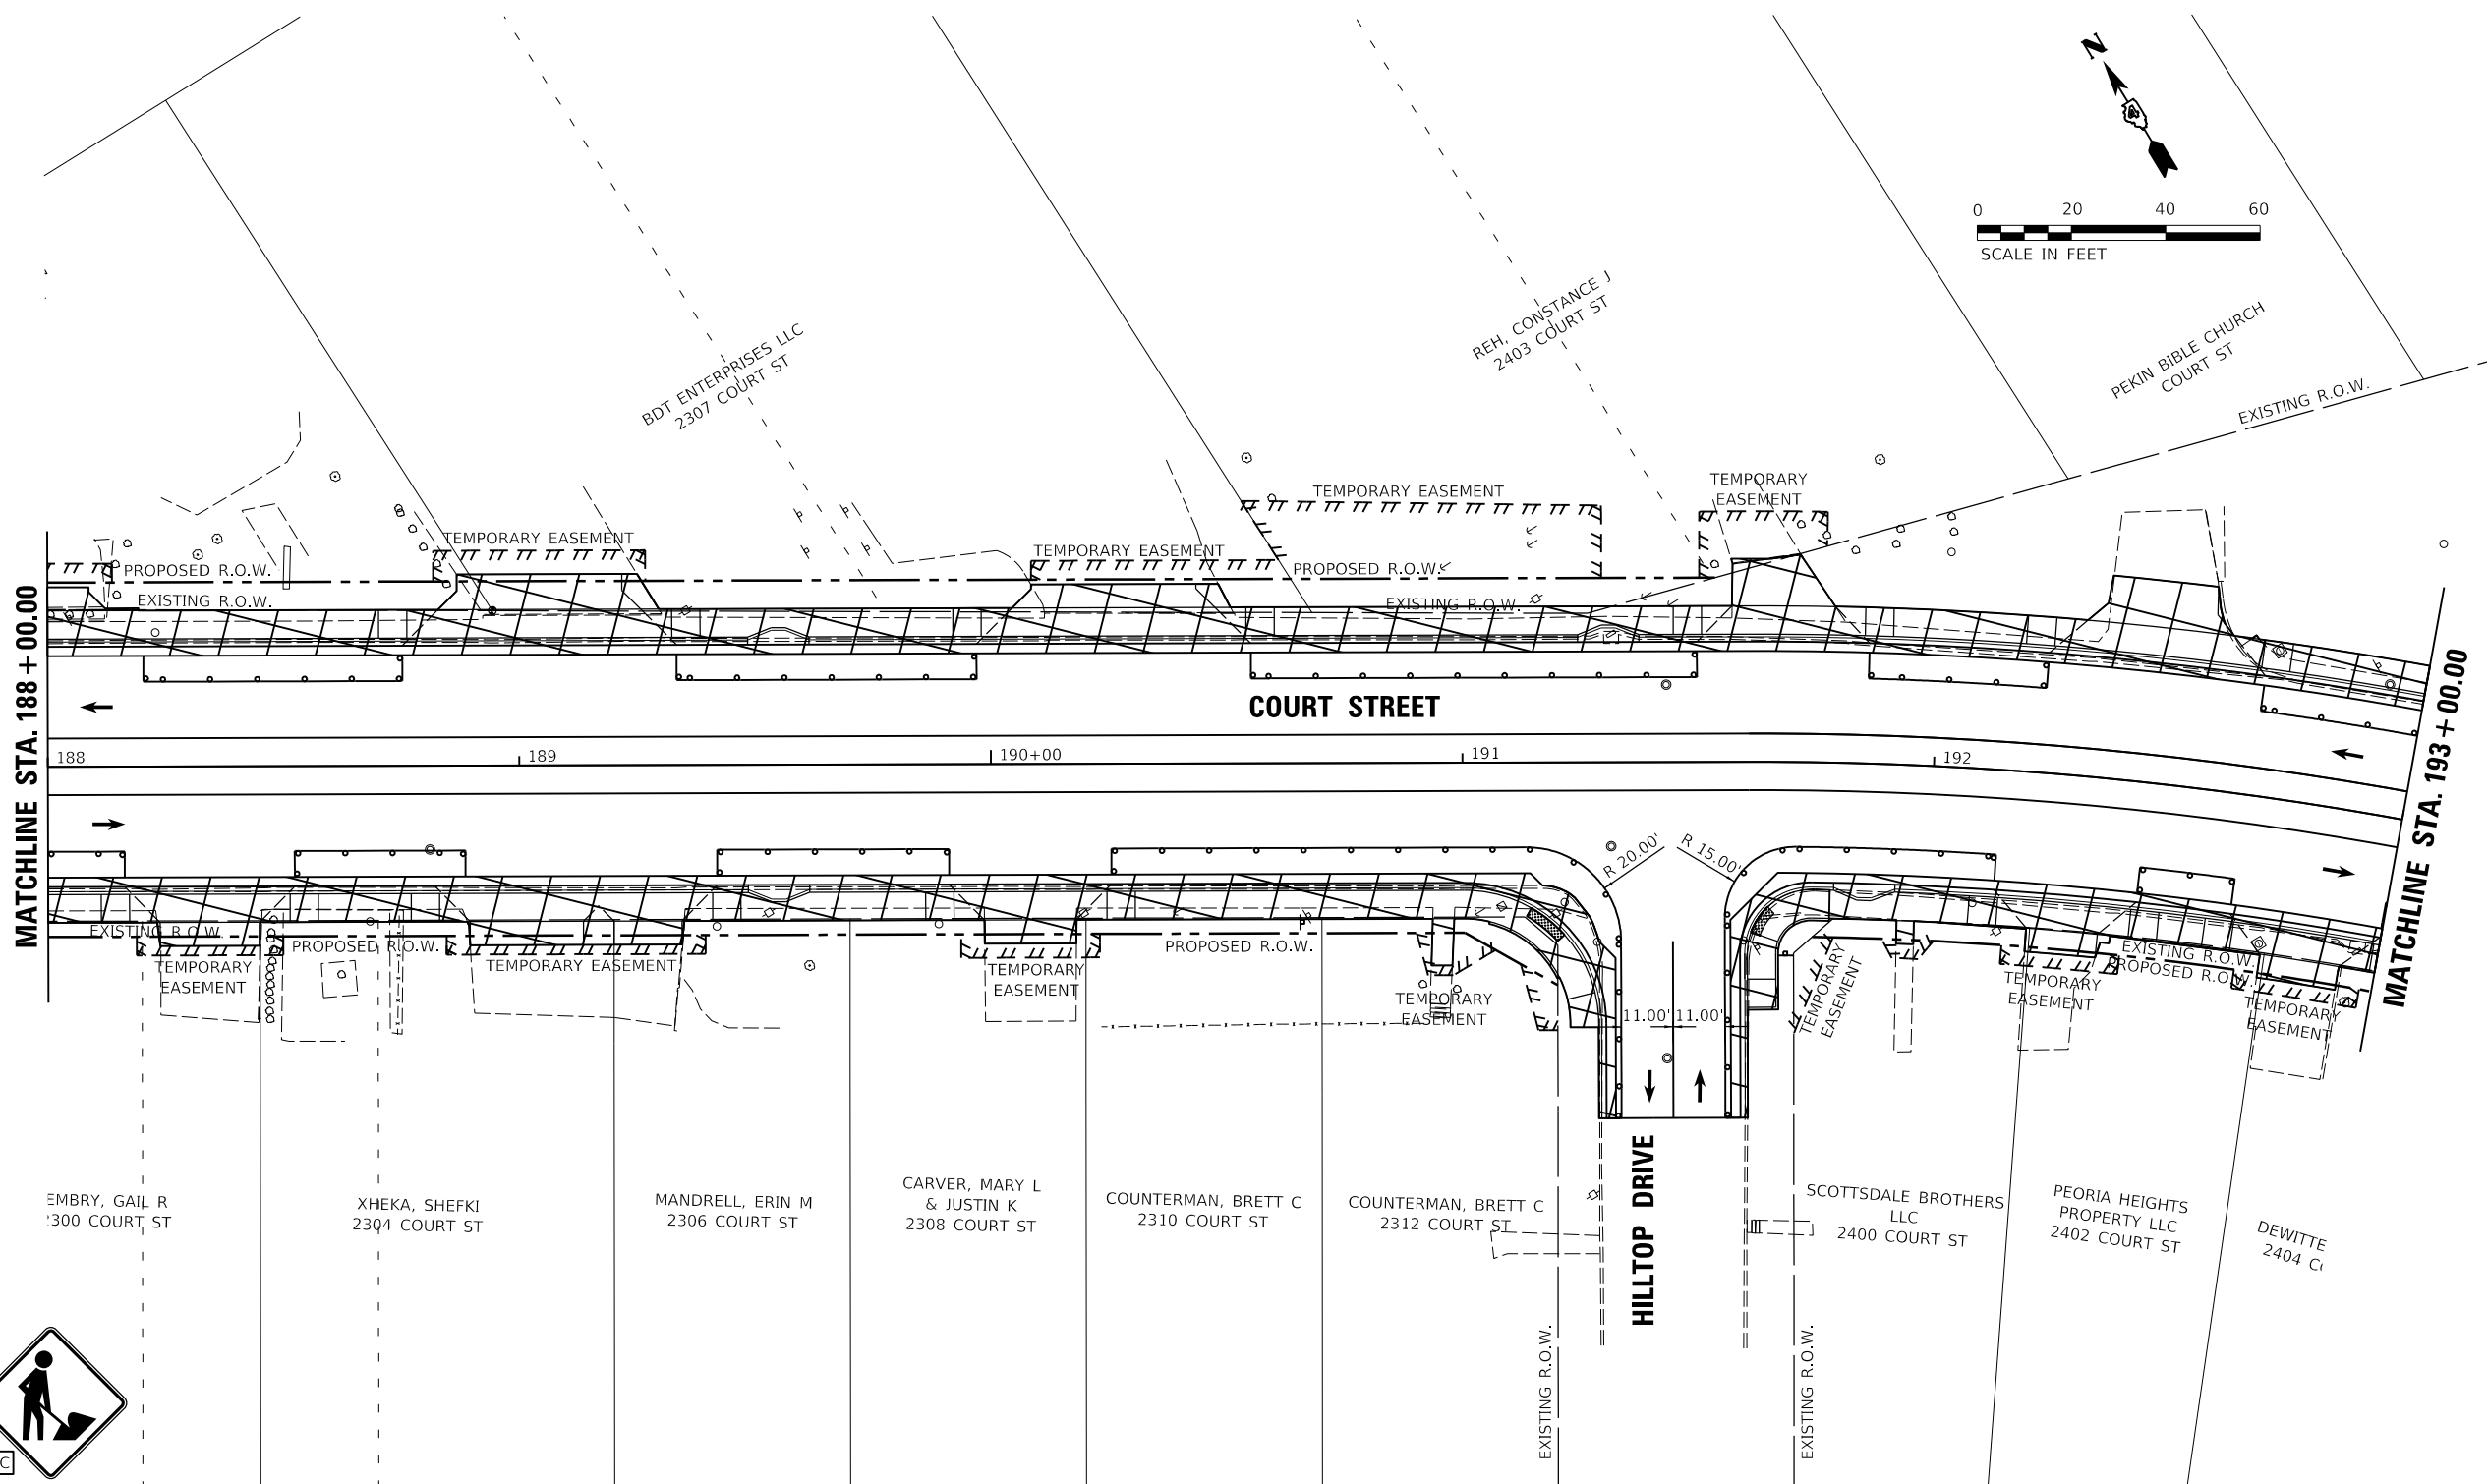 N
0 20 40 60
SCALE IN FEET
REH, CONSTANCE J
2403 COURT ST
BDT ENTERPRISES LLC
2307 COURT ST
PEKIN BIBLE CHURCH
COURT ST
EXISTING R.O.W.
TEMPORARY EASEMENT
TEMPORARY
EASEMENT
TEMPORARY EASEMENT
TEMPORARY EASEMENT
PROPOSED R.O.W.
PROPOSED R.O.W.
EXISTING R.O.W.
EXISTING R.O.W.
MATCHLINE STA. 188+00.00
COURT STREET
MATCHLINE STA. 193+00.00
188
189
190+00
191
192
R 20.00'
R 15.00'
EXISTING R.O.W.
PROPOSED R.O.W.
PROPOSED R.O.W.
EXISTING R.O.W.
PROPOSED R.O.W.
TEMPORARY
EASEMENT
TEMPORARY EASEMENT
TEMPORARY
EASEMENT
TEMPORARY
EASEMENT
TEMPORARY
EASEMENT
TEMPORARY
EASEMENT
TEMPORARY
EASEMENT
11.00' 11.00'
HILLTOP DRIVE
EMBRY, GAIL R
2300 COURT ST
XHEKA, SHEFKI
2304 COURT ST
MANDRELL, ERIN M
2306 COURT ST
CARVER, MARY L
& JUSTIN K
2308 COURT ST
COUNTERMAN, BRETT C
2310 COURT ST
COUNTERMAN, BRETT C
2312 COURT ST
SCOTTSDALE BROTHERS
LLC
2400 COURT ST
PEORIA HEIGHTS
PROPERTY LLC
2402 COURT ST
DEWITTE
2404 C
EXISTING R.O.W.
EXISTING R.O.W.
C